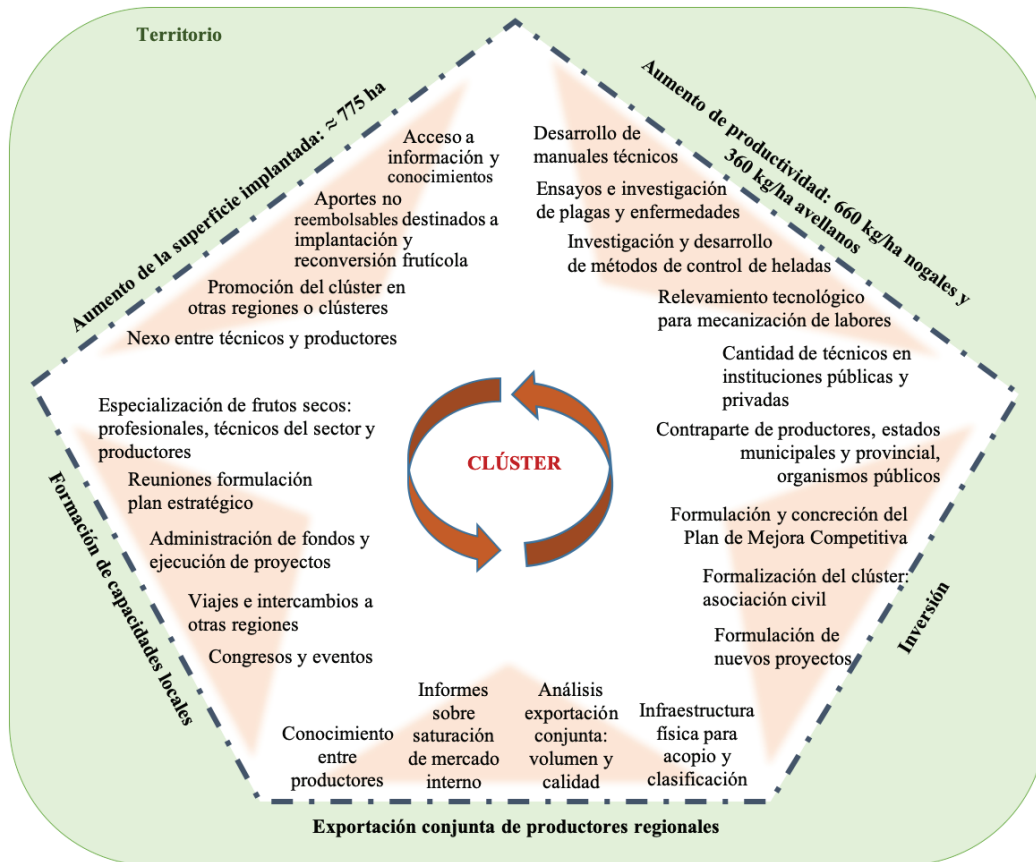 Territorio
Aumento de la superficie implantada: ≈ 775 ha
Acceso a
información y
conocimientos
Aportes no
reembolsables destinados a
implantación y
reconversión frutícola
Promoción del clúster en
otras regiones o clústeres
Nexo entre técnicos y productores
Aumento de productividad: 660 kg/ha nogales y
360 kg/ha avellanos
Desarrollo de
manuales técnicos
Ensayos e investigación
de plagas y enfermedades
Investigación y desarrollo
de métodos de control de heladas
Relevamiento tecnológico
para mecanización de labores
Cantidad de técnicos en
instituciones públicas y
privadas
Contraparte de productores, estados
municipales y provincial,
organismos públicos
Formulación y concreción del
Plan de Mejora Competitiva
Formalización del clúster:
asociación civil
Formulación de
nuevos proyectos
Inversión
CLÚSTER
Especialización de frutos secos:
profesionales, técnicos del sector y
productores
Reuniones formulación
plan estratégico
Administración de fondos y
ejecución de proyectos
Viajes e intercambios a
otras regiones
Congresos y eventos
Formación de capacidades locales
Conocimiento
entre
productores
Informes
sobre
saturación
de mercado
interno
Análisis
exportación
conjunta:
volumen y
calidad
Infraestructura
física para
acopio y
clasificación
Exportación conjunta de productores regionales